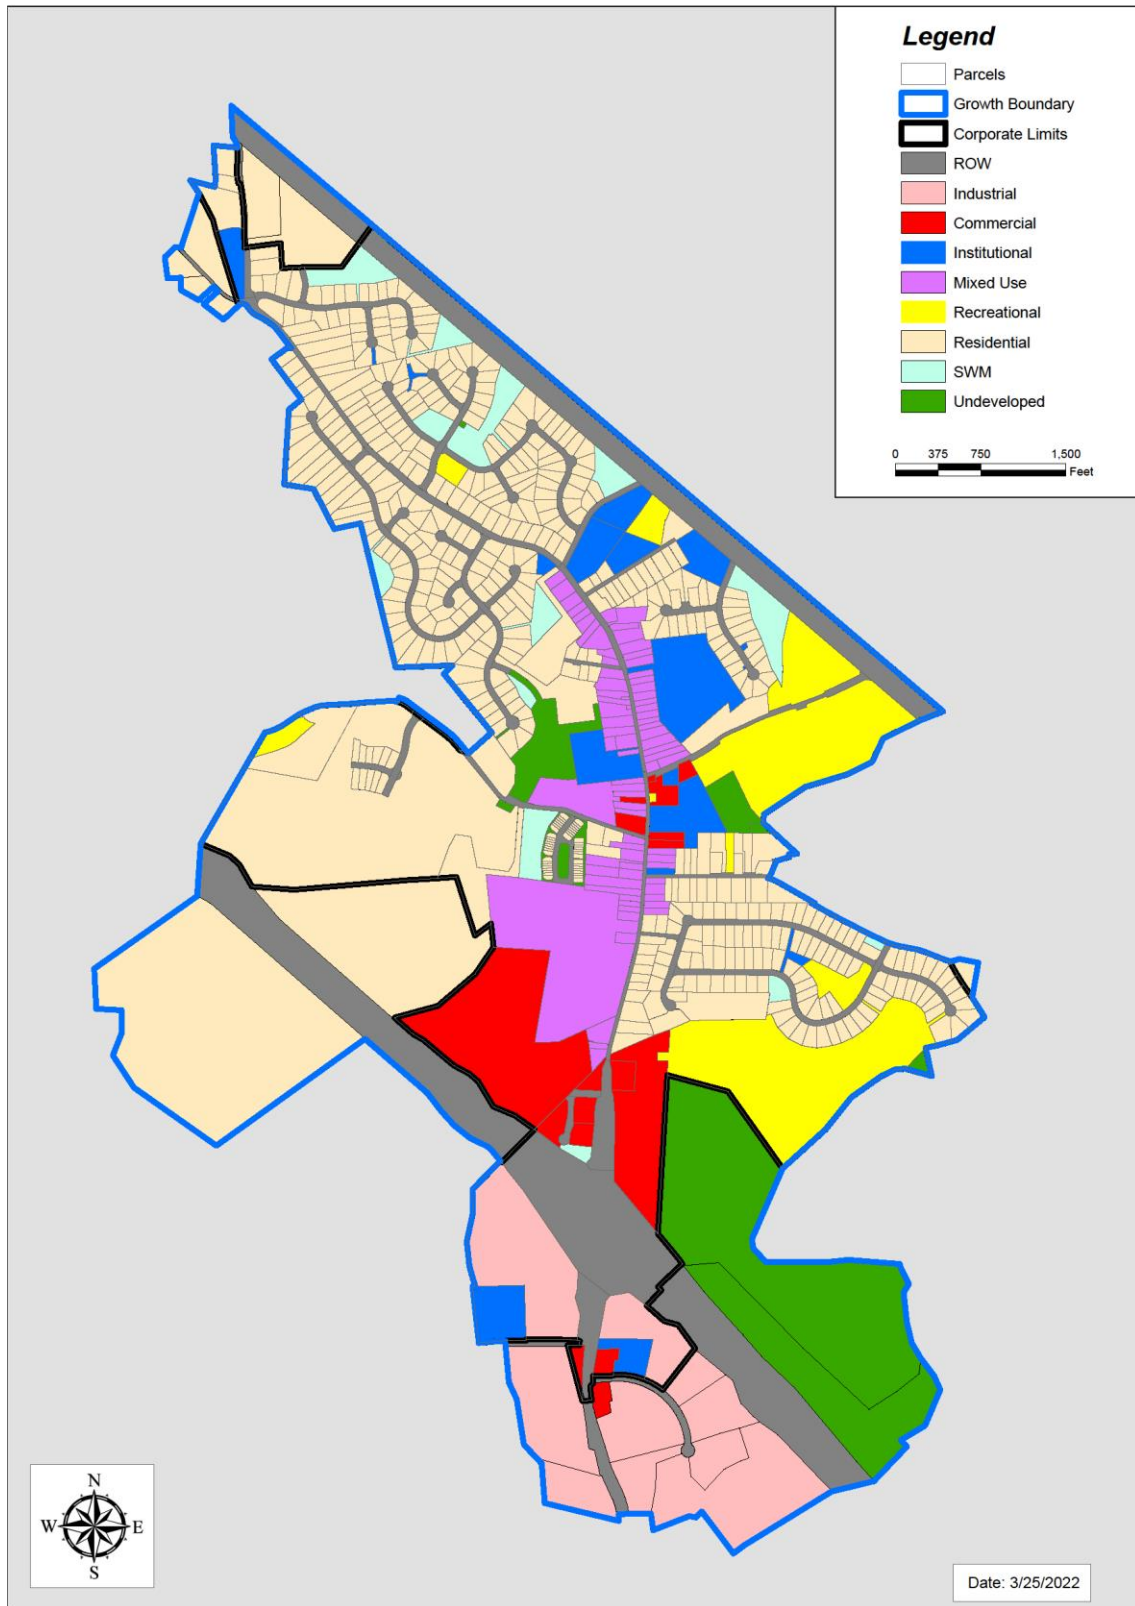 Legend
Parcels
Growth Boundary
Corporate Limits
ROW
Industrial
Commercial
Institutional
Mixed Use
Recreational
Residential
SWM
Undeveloped
0 375 750 1,500
Feet
N
W E
S
Date: 3/25/2022